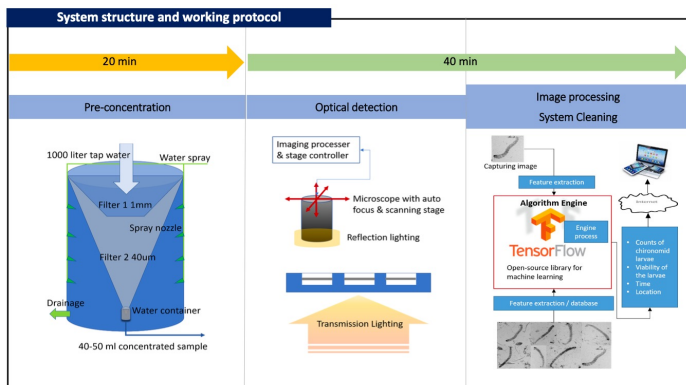 System structure and working protocol
20 min
40 min
Pre-concentration
Optical detection
Image processing
System Cleaning
1000 liter tap water
Water spray
Filter 1 1mm
Spray nozzle
Filter 2 40um
Drainage
Water container
40-50 ml concentrated sample
Imaging processer
& stage controller
Microscope with auto
focus & scanning stage
Reflection lighting
Transmission Lighting
Capturing image
Feature extraction
Algorithm Engine
Engine
process
TensorFlow
Open-source library for
machine learning
Feature extraction / database
• Counts of
chironomid
larvae
• Viability of
the larvae
• Time
• Location